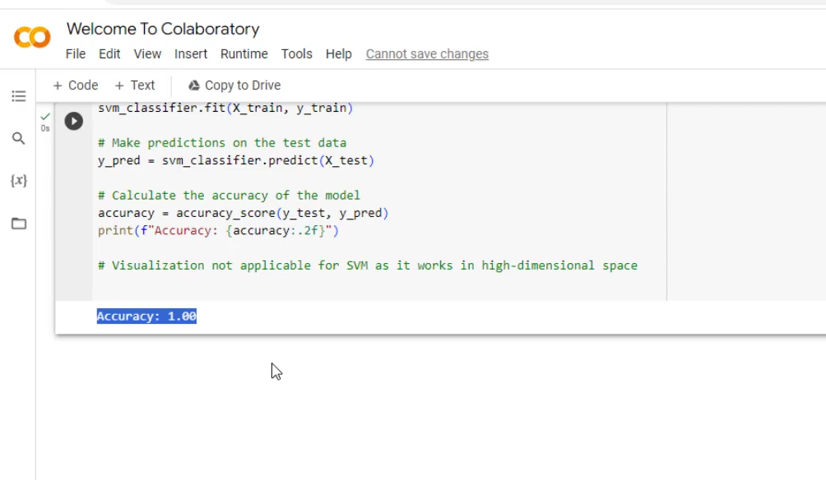 Welcome To Colaboratory
File Edit View Insert Runtime Tools Help Cannot save changes
+ Code + Text Copy to Drive
svm_classifier.fit(X_train, y_train)
0s
# Make predictions on the test data
y_pred = svm_classifier.predict(X_test)
{x}
# Calculate the accuracy of the model
accuracy = accuracy_score(y_test, y_pred)
print(f"Accuracy: {accuracy:.2f}")
# Visualization not applicable for SVM as it works in high-dimensional space
Accuracy: 1.00